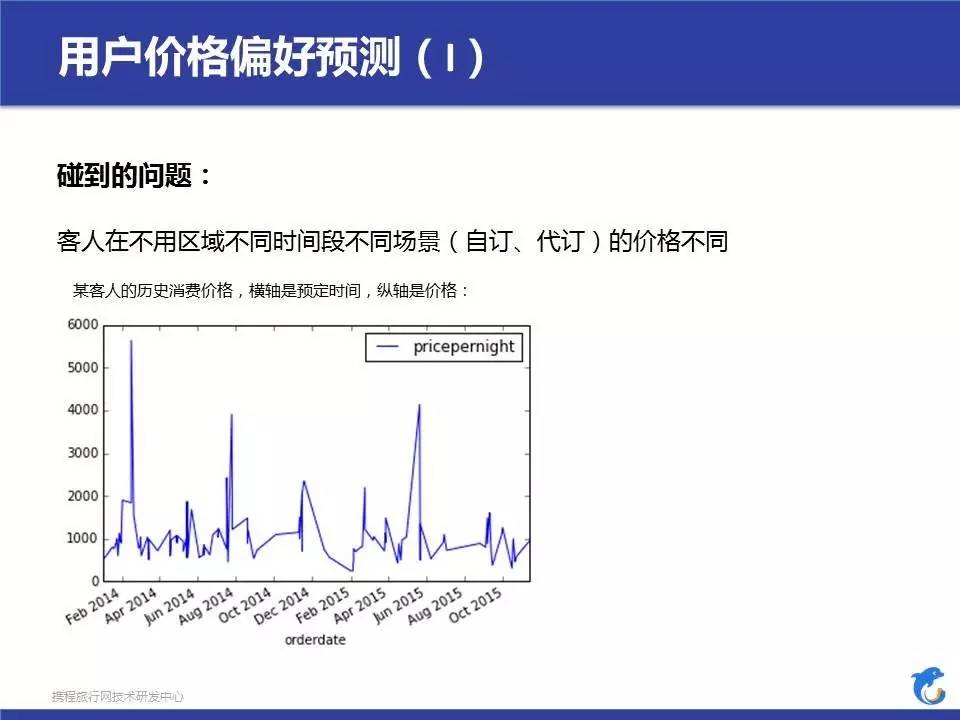 用户价格偏好预测（I）
碰到的问题：
客人在不用区域不同时间段不同场景（自订、代订）的价格不同
某客人的历史消费价格，横轴是预定时间，纵轴是价格：
pricepernight
6000
5000
4000
3000
2000
1000
0
Feb 2014
Apr 2014
Jun 2014
Aug 2014
Oct 2014
Dec 2014
Feb 2015
Apr 2015
Jun 2015
Aug 2015
Oct 2015
orderdate
携程旅行网技术研发中心